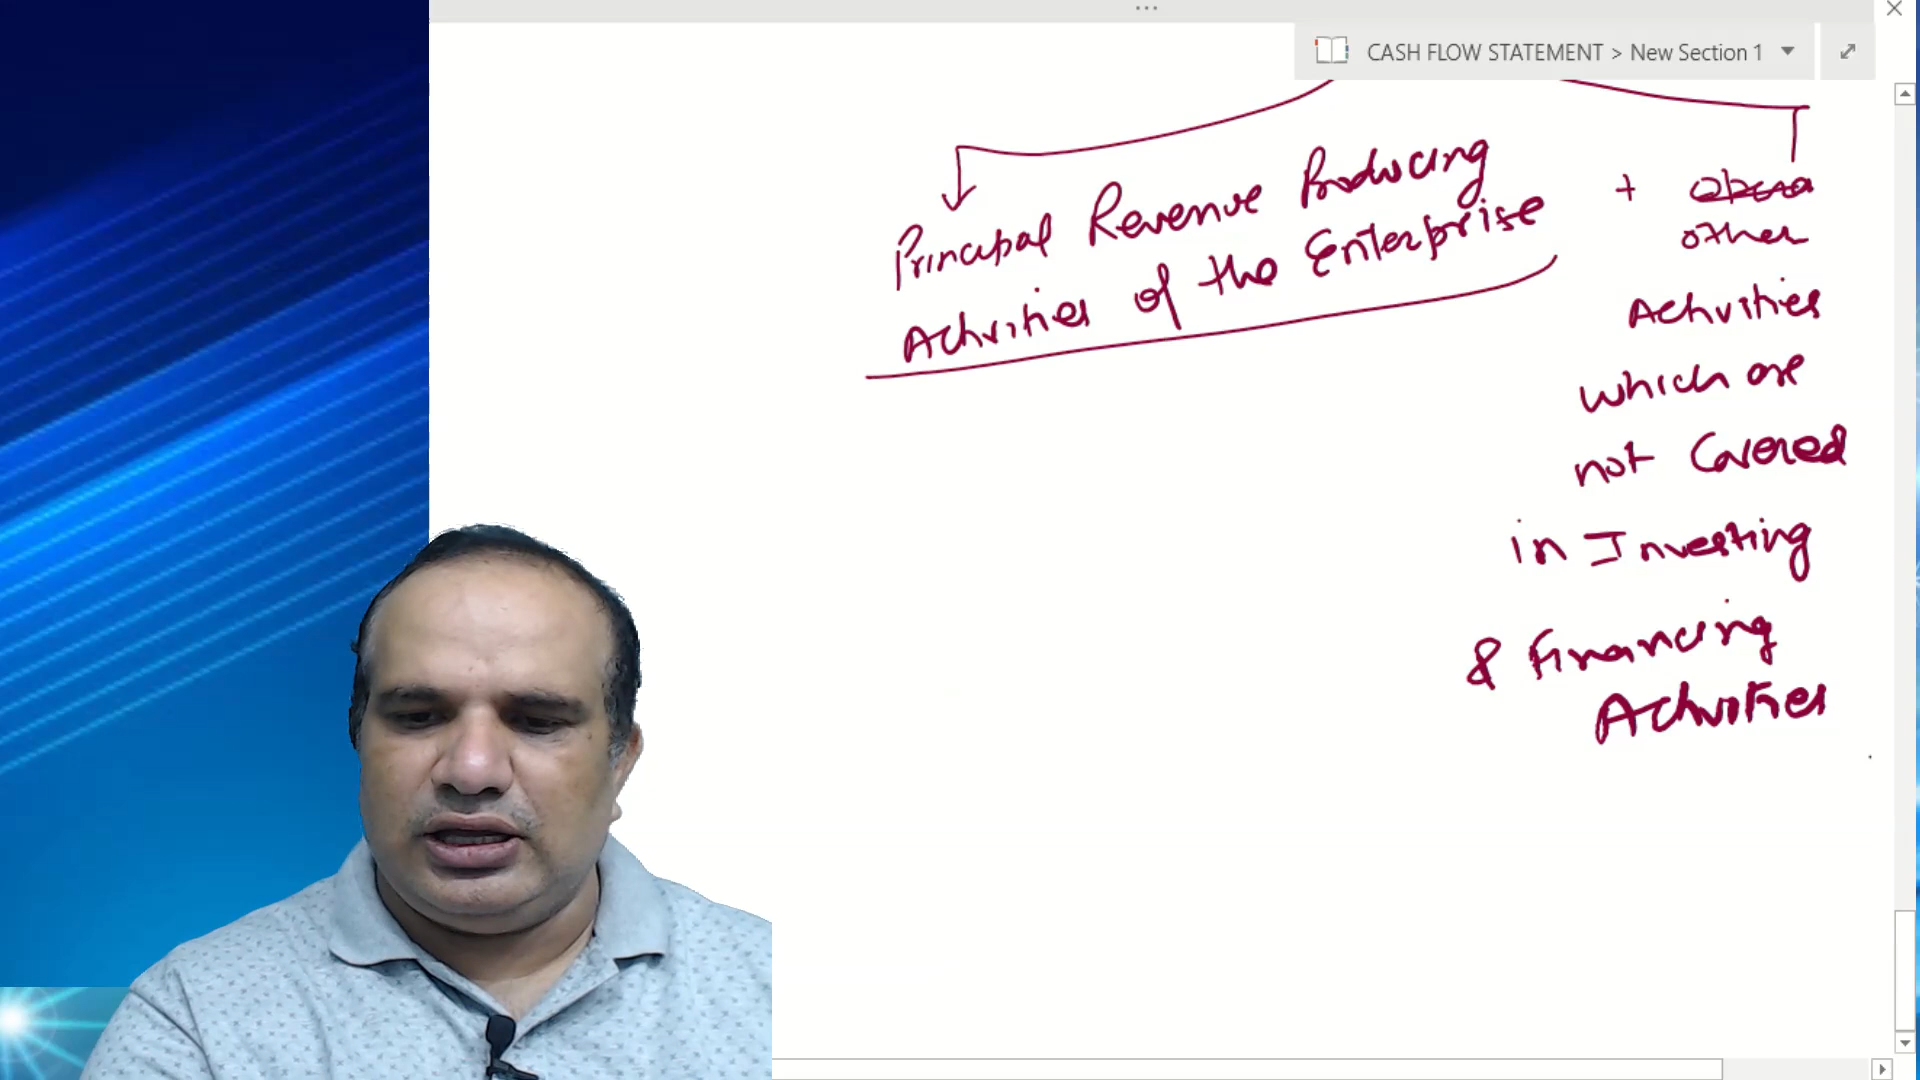 CASH FLOW STATEMENT > New Section 1
Principal Revenue Producing
Activities of the Enterprise
+
other
Activities
which are
not Covered
in Investing
& Financing
Activities